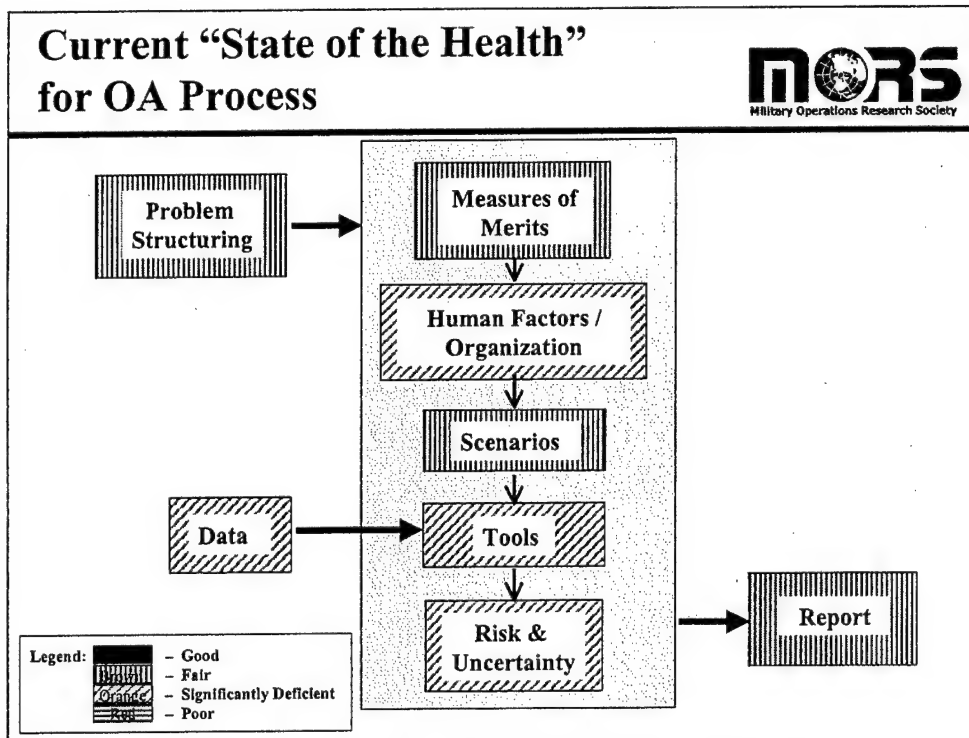 Current “State of the Health”
for OA Process
MORS
Military Operations Research Society
Problem
Structuring
Measures of
Merits
Human Factors /
Organization
Scenarios
Data
Tools
Risk &
Uncertainty
Report
Legend:
– Good
Brown – Fair
Orange – Significantly Deficient
Red – Poor